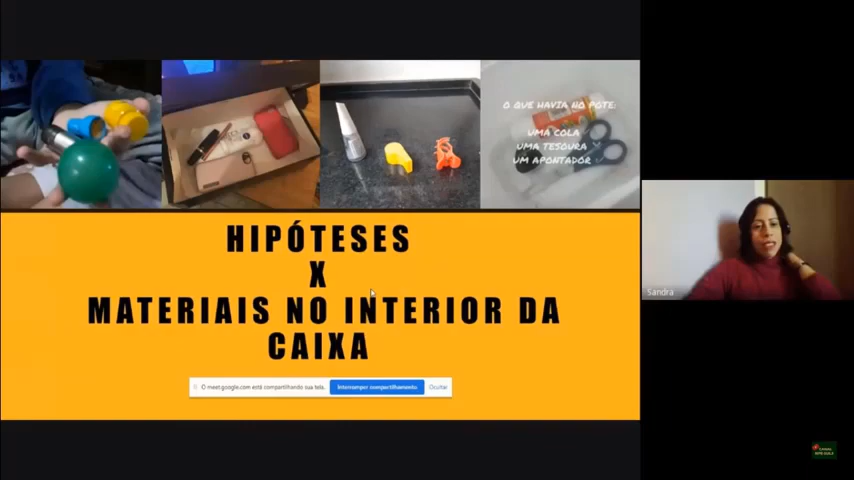 O QUE HAVIA NO POTE:
UMA COLA
UMA TESOURA
UM APONTADOR
HIPÓTESES
X
MATERIAIS NO INTERIOR DA
CAIXA
O meet.google.com está compartilhando sua tela.
Interromper compartilhamento
Ocultar
Sandra